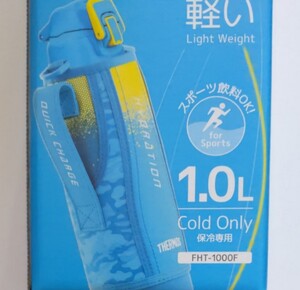 軽い
Light Weight
スポーツ飲料OK!
for
Sports
1.0L
Cold Only
保冷専用
FHT-1000F
QUICK CHARGE
THERMOS